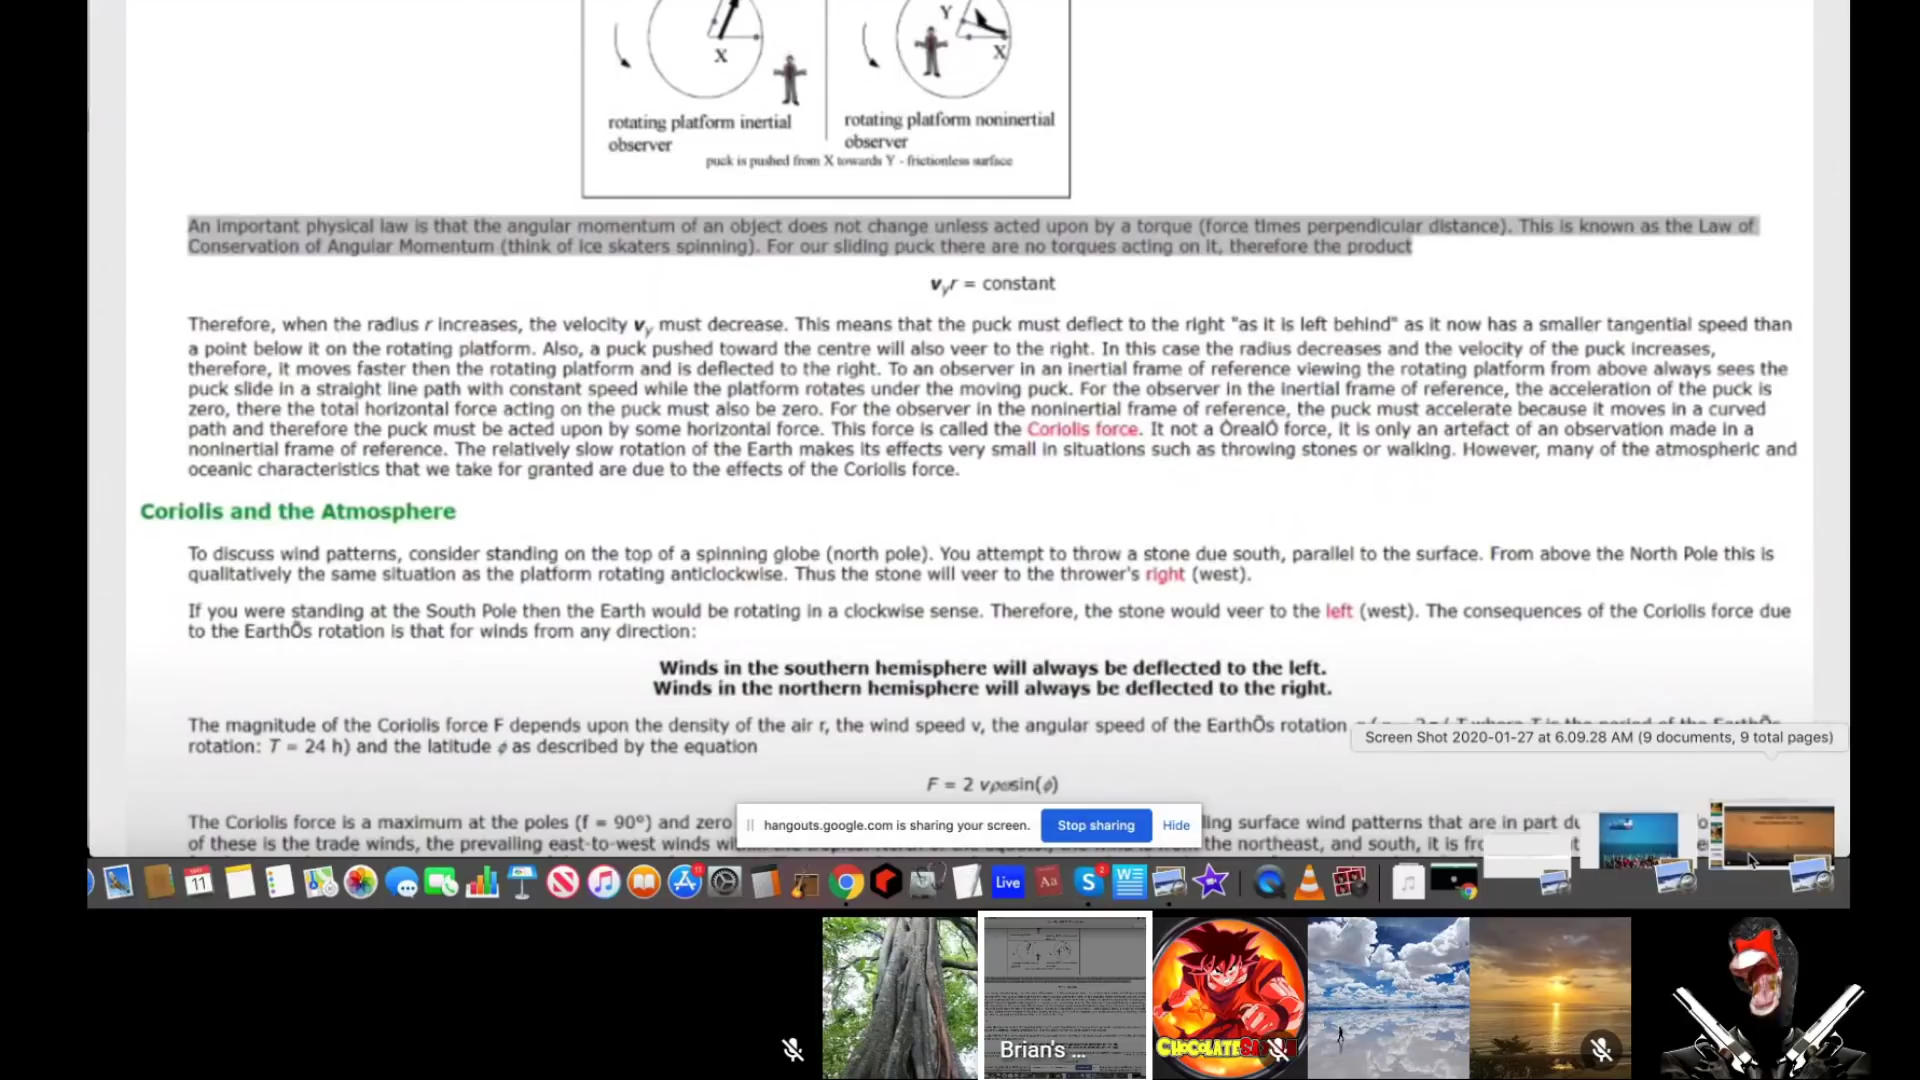 Y
X
X
rotating platform inertial
observer
rotating platform noninertial
observer
puck is pushed from X towards Y - frictionless surface
An important physical law is that the angular momentum of an object does not change unless acted upon by a torque (force times perpendicular distance). This is known as the Law of
Conservation of Angular Momentum (think of ice skaters spinning). For our sliding puck there are no torques acting on it, therefore the product
vyr = constant
Therefore, when the radius r increases, the velocity vy must decrease. This means that the puck must deflect to the right "as it is left behind" as it now has a smaller tangential speed than
a point below it on the rotating platform. Also, a puck pushed toward the centre will also veer to the right. In this case the radius decreases and the velocity of the puck increases,
therefore, it moves faster then the rotating platform and is deflected to the right. To an observer in an inertial frame of reference viewing the rotating platform from above always sees the
puck slide in a straight line path with constant speed while the platform rotates under the moving puck. For the observer in the inertial frame of reference, the acceleration of the puck is
zero, there the total horizontal force acting on the puck must also be zero. For the observer in the noninertial frame of reference, the puck must accelerate because it moves in a curved
path and therefore the puck must be acted upon by some horizontal force. This force is called the Coriolis force. It not a ÒrealÓ force, it is only an artefact of an observation made in a
noninertial frame of reference. The relatively slow rotation of the Earth makes its effects very small in situations such as throwing stones or walking. However, many of the atmospheric and
oceanic characteristics that we take for granted are due to the effects of the Coriolis force.
Coriolis and the Atmosphere
To discuss wind patterns, consider standing on the top of a spinning globe (north pole). You attempt to throw a stone due south, parallel to the surface. From above the North Pole this is
qualitatively the same situation as the platform rotating anticlockwise. Thus the stone will veer to the thrower's right (west).
If you were standing at the South Pole then the Earth would be rotating in a clockwise sense. Therefore, the stone would veer to the left (west). The consequences of the Coriolis force due
to the EarthÕs rotation is that for winds from any direction:
Winds in the southern hemisphere will always be deflected to the left.
Winds in the northern hemisphere will always be deflected to the right.
The magnitude of the Coriolis force F depends upon the density of the air r, the wind speed v, the angular speed of the EarthÕs rotation
rotation: T = 24 h) and the latitude ϕ as described by the equation
Screen Shot 2020-01-27 at 6.09.28 AM (9 documents, 9 total pages)
F = 2 vρωsin(ϕ)
The Coriolis force is a maximum at the poles (f = 90°) and zero
ling surface wind patterns that are in part du
of these is the trade winds, the prevailing east-to-west winds
the northeast, and south, it is
hangouts.google.com is sharing your screen.
Stop sharing
Hide
11
Live
Aa
S
2
W
Brian's ...
CHOCOLATE